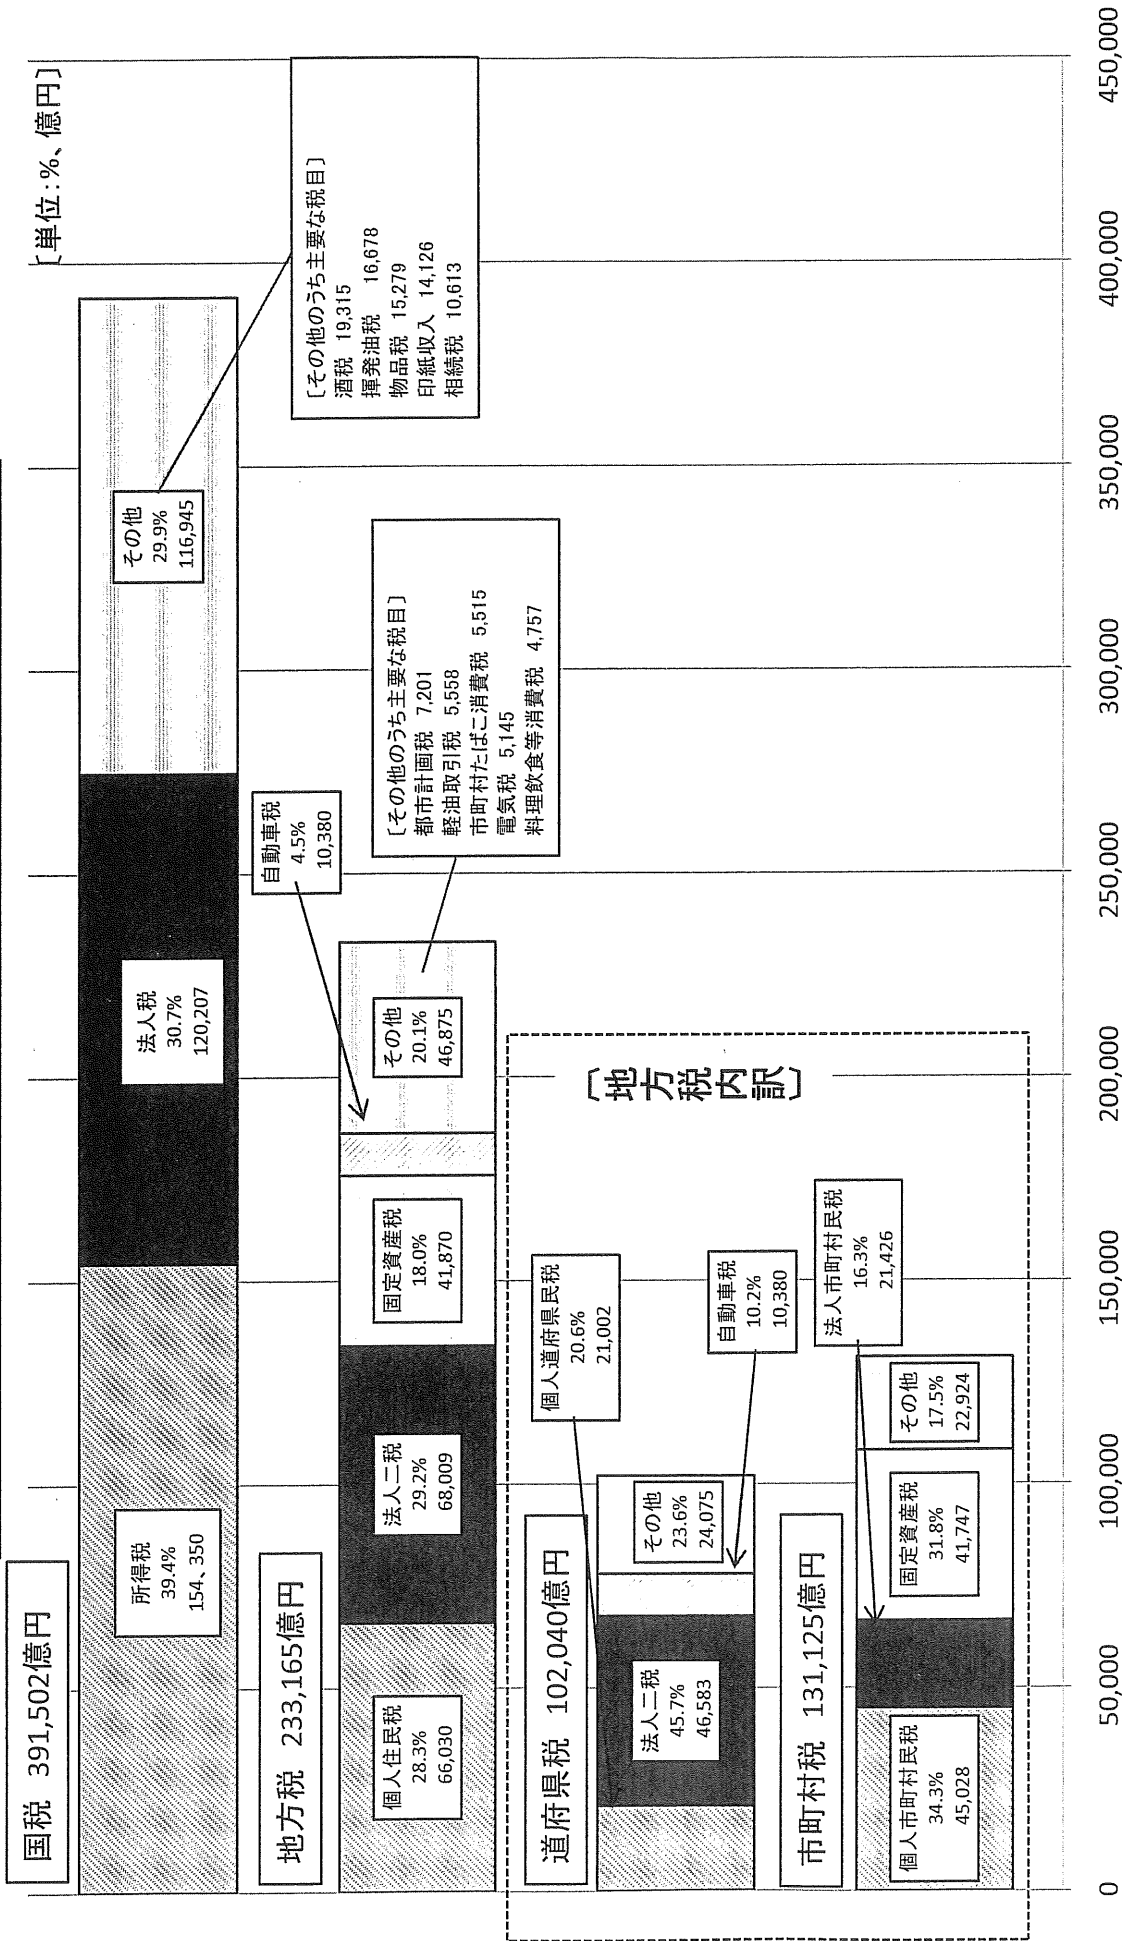 [単位:%、億円]
国税 391,502億円
所得税
39.4%
154、350
法人税
30.7%
120,207
その他
29.9%
116,945
[その他のうち主要な税目]
酒税 19,315
揮発油税 16,678
物品税 15,279
印紙収入 14,126
相続税 10,613
地方税 233,165億円
個人住民税
28.3%
66,030
法人二税
29.2%
68,009
固定資産税
18.0%
41,870
自動車税
4.5%
10,380
その他
20.1%
46,875
[その他のうち主要な税目]
都市計画税 7,201
軽油取引税 5,558
市町村たばこ消費税 5,515
電気税 5,145
料理飲食等消費税 4,757
〔地方税内訳〕
道府県税 102,040億円
個人道府県民税
20.6%
21,002
法人二税
45.7%
46,583
自動車税
10.2%
10,380
その他
23.6%
24,075
市町村税 131,125億円
個人市町村民税
34.3%
45,028
法人市町村民税
16.3%
21,426
固定資産税
31.8%
41,747
その他
17.5%
22,924
0
50,000
100,000
150,000
200,000
250,000
300,000
350,000
400,000
450,000